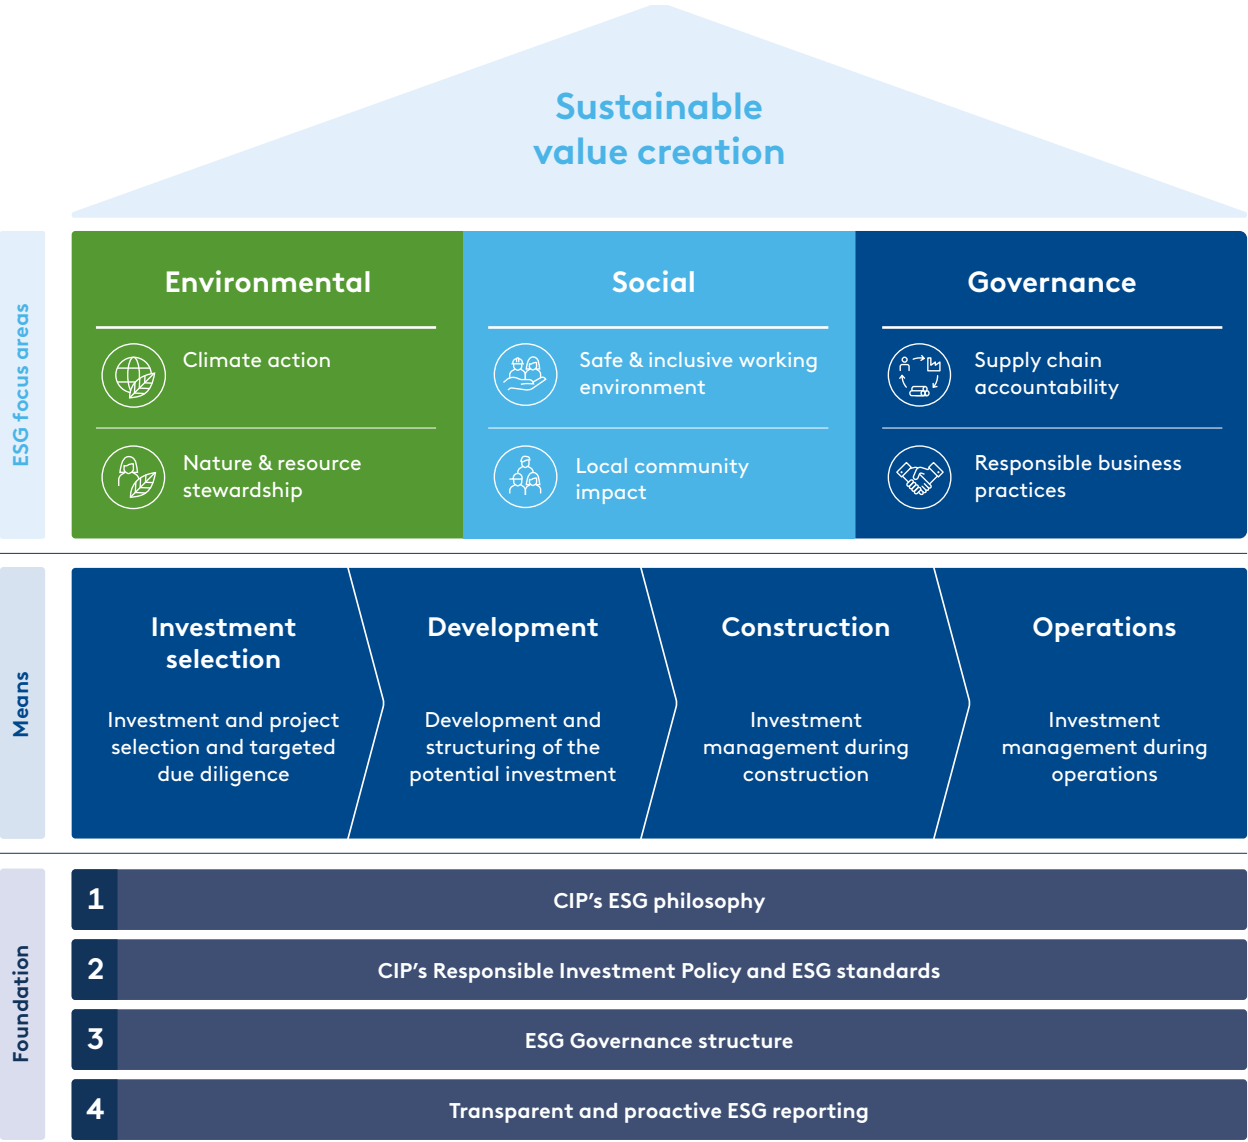 Sustainable
value creation
ESG focus areas
Environmental
Climate action
Nature & resource
stewardship
Social
Safe & inclusive working
environment
Local community
impact
Governance
Supply chain
accountability
Responsible business
practices
Means
Investment
selection
Investment and project
selection and targeted
due diligence
Development
Development and
structuring of the
potential investment
Construction
Investment
management during
construction
Operations
Investment
management during
operations
Foundation
1 CIP's ESG philosophy
2 CIP's Responsible Investment Policy and ESG standards
3 ESG Governance structure
4 Transparent and proactive ESG reporting